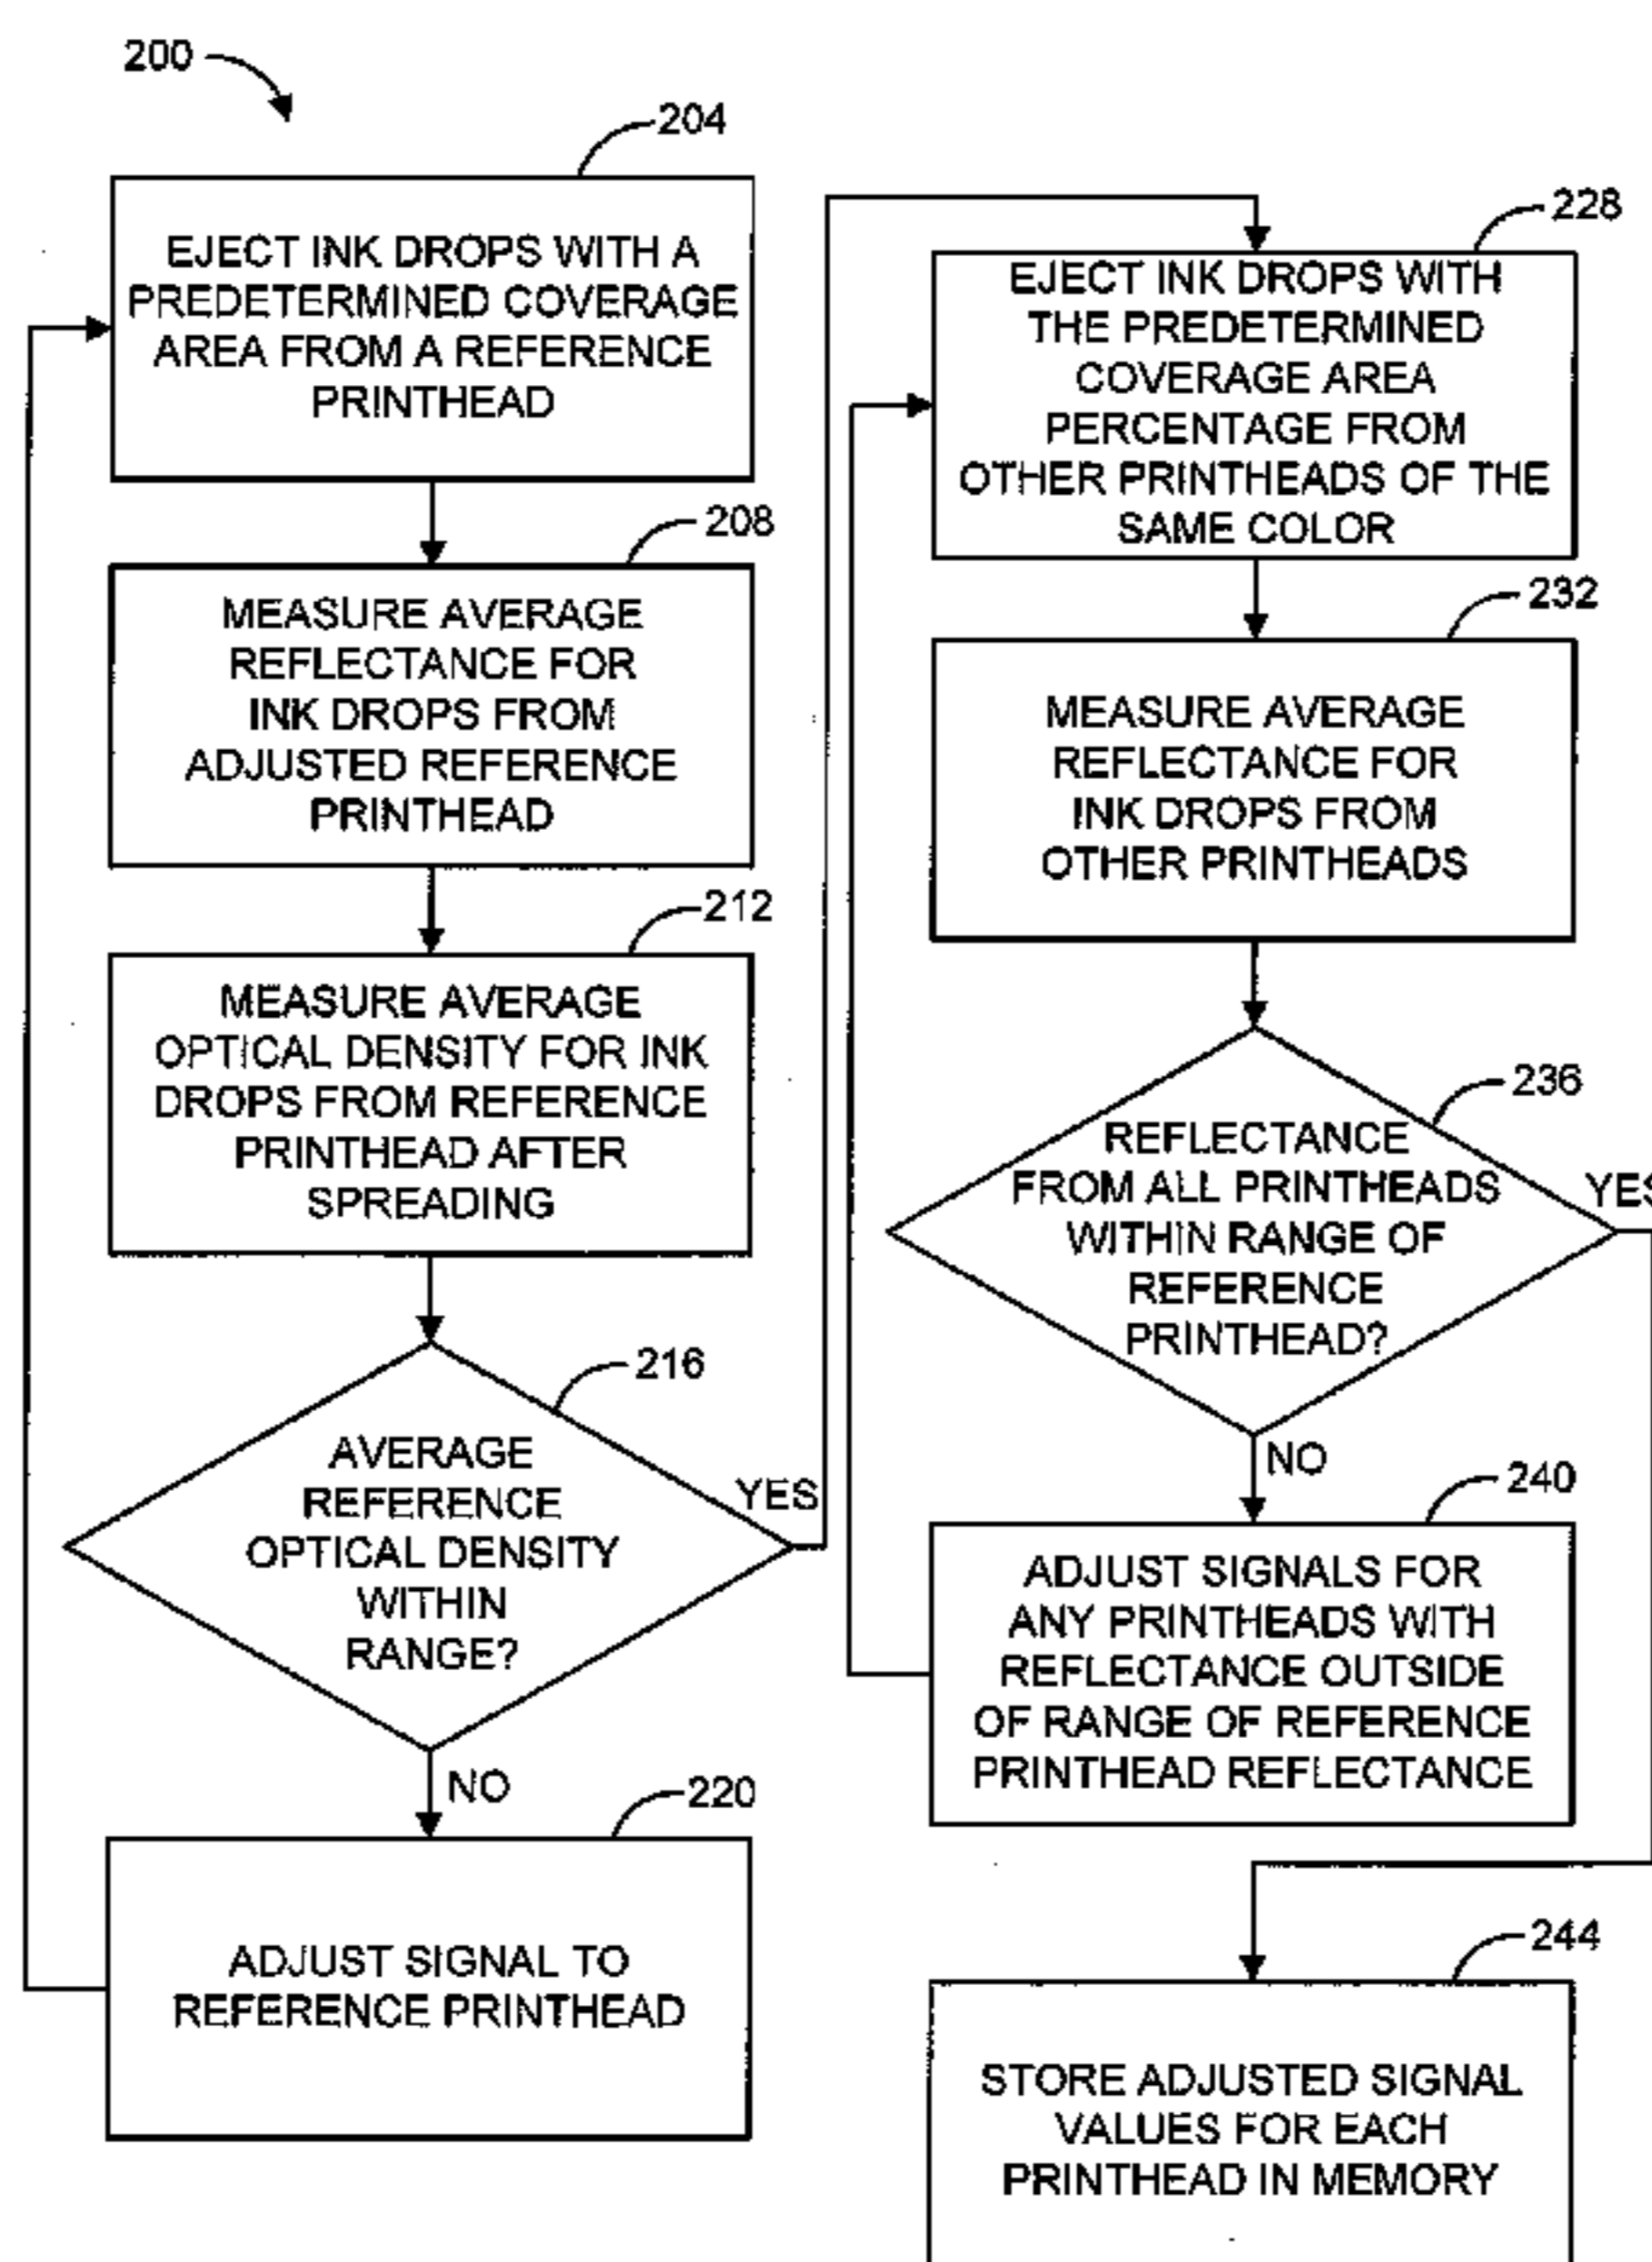 200
204
EJECT INK DROPS WITH A
PREDETERMINED COVERAGE
AREA FROM A REFERENCE
PRINTHEAD
208
MEASURE AVERAGE
REFLECTANCE FOR
INK DROPS FROM
ADJUSTED REFERENCE
PRINTHEAD
212
MEASURE AVERAGE
OPTICAL DENSITY FOR INK
DROPS FROM REFERENCE
PRINTHEAD AFTER
SPREADING
216
AVERAGE
REFERENCE
OPTICAL DENSITY
WITHIN
RANGE?
YES
NO
220
ADJUST SIGNAL TO
REFERENCE PRINTHEAD
228
EJECT INK DROPS WITH
THE PREDETERMINED
COVERAGE AREA
PERCENTAGE FROM
OTHER PRINTHEADS OF THE
SAME COLOR
232
MEASURE AVERAGE
REFLECTANCE FOR
INK DROPS FROM
OTHER PRINTHEADS
236
REFLECTANCE
FROM ALL PRINTHEADS
WITHIN RANGE OF
REFERENCE
PRINTHEAD?
YES
NO
240
ADJUST SIGNALS FOR
ANY PRINTHEADS WITH
REFLECTANCE OUTSIDE
OF RANGE OF REFERENCE
PRINTHEAD REFLECTANCE
244
STORE ADJUSTED SIGNAL
VALUES FOR EACH
PRINTHEAD IN MEMORY